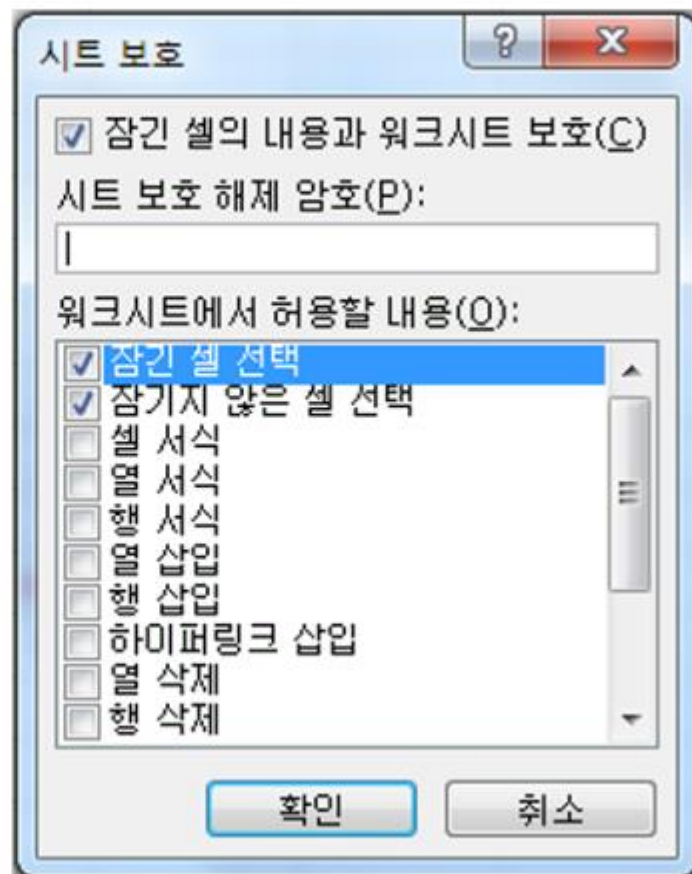 시트 보호
잠긴 셀의 내용과 워크시트 보호(C)
시트 보호 해제 암호(P):
워크시트에서 허용할 내용(O):
잠긴 셀 선택
잠기지 않은 셀 선택
셀 서식
열 서식
행 서식
열 삽입
행 삽입
하이퍼링크 삽입
열 삭제
행 삭제
확인 취소